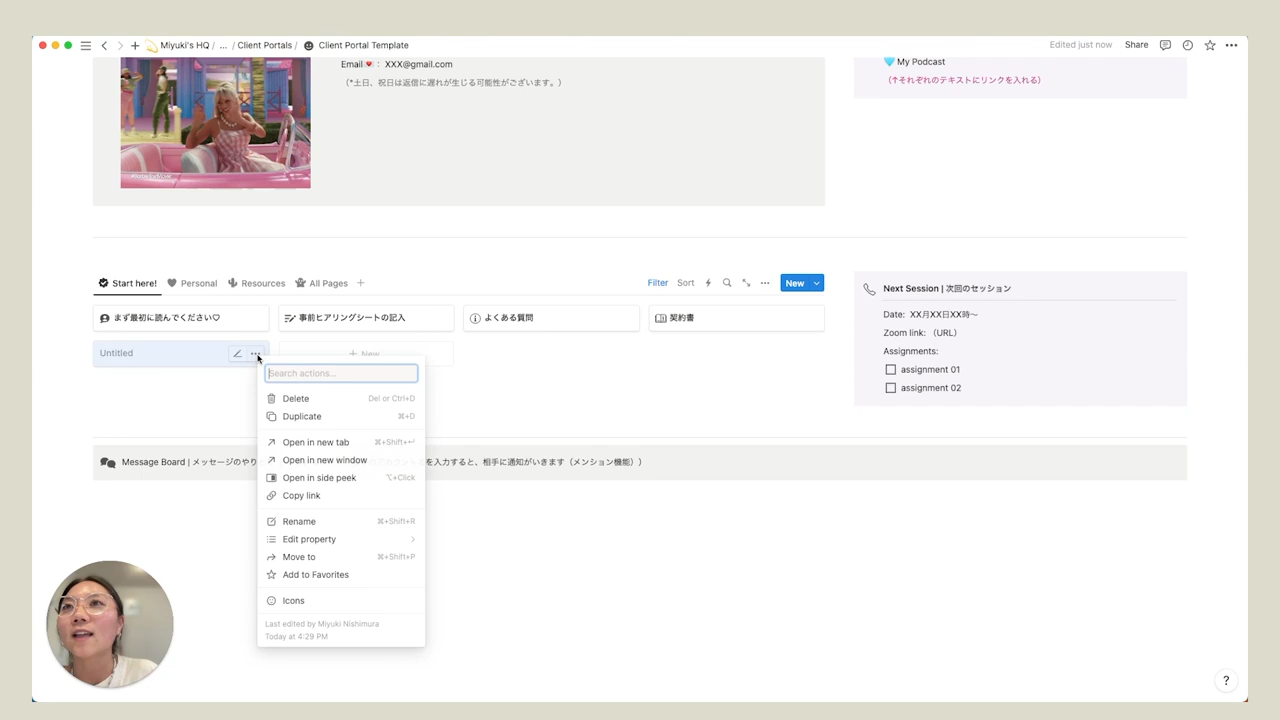 Miyuki's HQ / ... / Client Portals / Client Portal Template
Edited just now Share
Email : XXX@gmail.com
（*土日、祝日は返信に遅れが生じる可能性がございます。）
My Podcast
（↑それぞれのテキストにリンクを入れる）
Start here! Personal Resources All Pages +
Filter Sort New
まず最初に読んでください♡ 事前ヒアリングシートの記入 よくある質問 契約書
Untitled
+ New
Next Session | 次回のセッション
Date: XX月XX日XX時〜
Zoom link: （URL）
Assignments:
assignment 01
assignment 02
Search actions...
Delete Del or Ctrl+D
Duplicate ⌘+D
Open in new tab ⌘+Shift+↵
Open in new window
Open in side peek ⌥+Click
Copy link
Rename ⌘+Shift+R
Edit property
Move to ⌘+Shift+P
Add to Favorites
Icons
Last edited by Miyuki Nishimura
Today at 4:29 PM
Message Board | メッセージのやり
を入力すると、相手に通知がいきます（メンション機能））
?